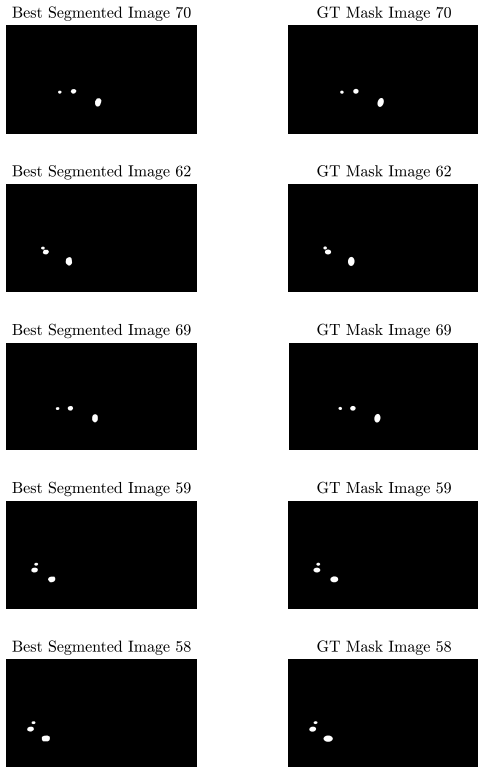 Best Segmented Image 70
GT Mask Image 70
Best Segmented Image 62
GT Mask Image 62
Best Segmented Image 69
GT Mask Image 69
Best Segmented Image 59
GT Mask Image 59
Best Segmented Image 58
GT Mask Image 58